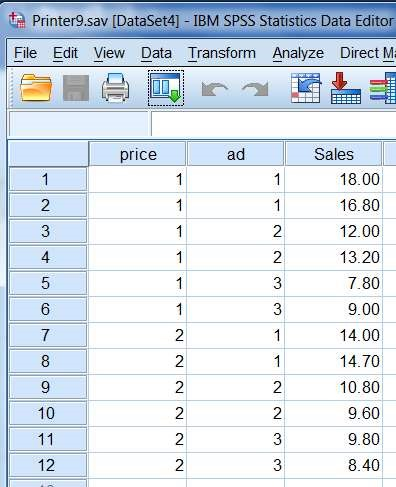 Printer9.sav [DataSet4] - IBM SPSS Statistics Data Editor
File Edit View Data Transform Analyze Direct
price ad Sales
1 1 1 18.00
2 1 1 16.80
3 1 2 12.00
4 1 2 13.20
5 1 3 7.80
6 1 3 9.00
7 2 1 14.00
8 2 1 14.70
9 2 2 10.80
10 2 2 9.60
11 2 3 9.80
12 2 3 8.40